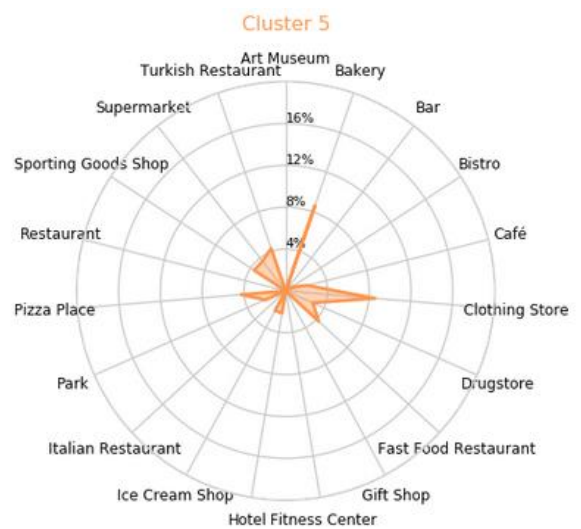 Cluster 5
Art Museum
Turkish Restaurant
Bakery
Supermarket
Bar
16%
Sporting Goods Shop
12%
Bistro
8%
Restaurant
Café
4%
Pizza Place
Clothing Store
Park
Drugstore
Italian Restaurant
Fast Food Restaurant
Ice Cream Shop
Gift Shop
Hotel Fitness Center